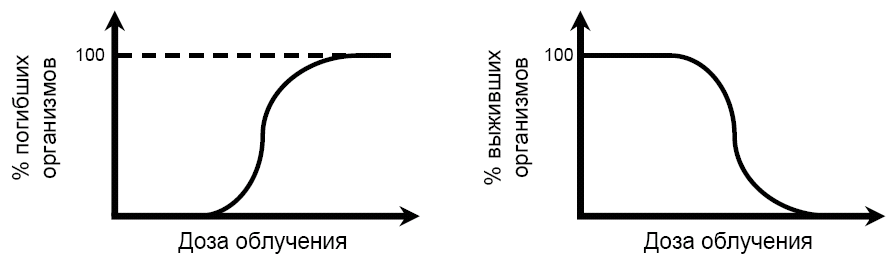 % погибших
организмов
100
Доза облучения
% выживших
организмов
100
Доза облучения